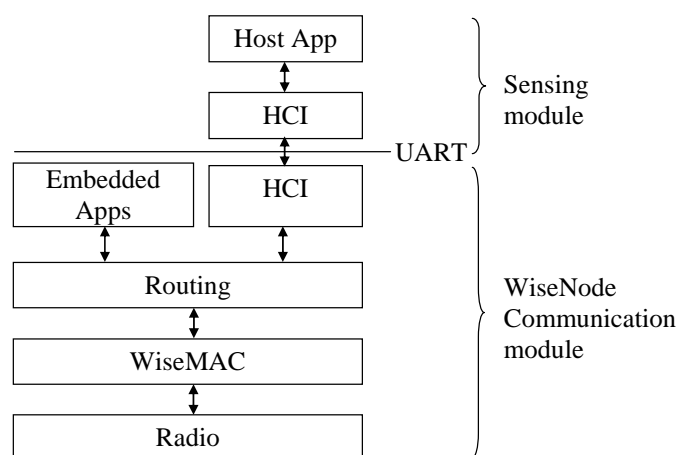 Host App
HCI
Sensing
module
UART
Embedded
Apps
HCI
Routing
WiseNode
Communication
module
WiseMAC
Radio